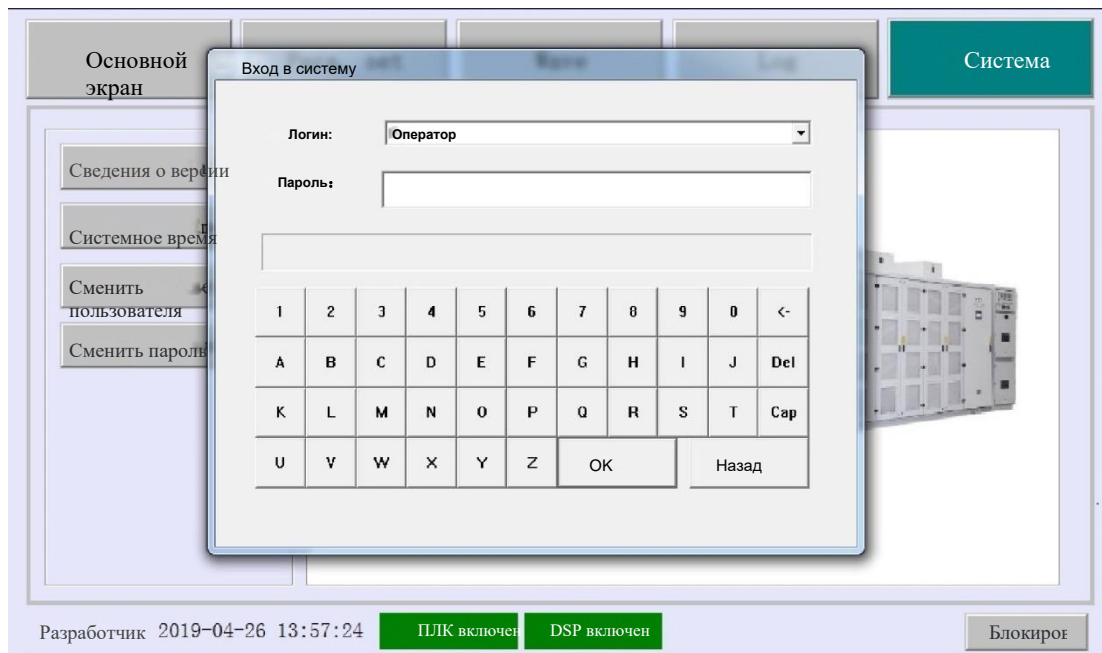 Основной
экран
Система
Вход в систему
Логин: Оператор
Пароль:
Сведения о версии
Системное время
Сменить
пользователя
Сменить пароль
1 2 3 4 5 6 7 8 9 0 <-
A B C D E F G H I J Del
K L M N O P Q R S T Cap
U V W X Y Z OK Назад
Разработчик 2019-04-26 13:57:24 ПЛК включен DSP включен Блокиров